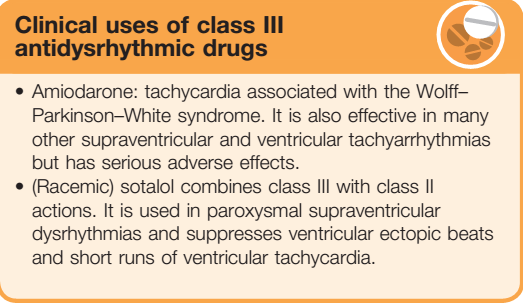 Clinical uses of class III
antidysrhythmic drugs
• Amiodarone: tachycardia associated with the Wolff–
Parkinson–White syndrome. It is also effective in many
other supraventricular and ventricular tachyarrhythmias
but has serious adverse effects.
• (Racemic) sotalol combines class III with class II
actions. It is used in paroxysmal supraventricular
dysrhythmias and suppresses ventricular ectopic beats
and short runs of ventricular tachycardia.